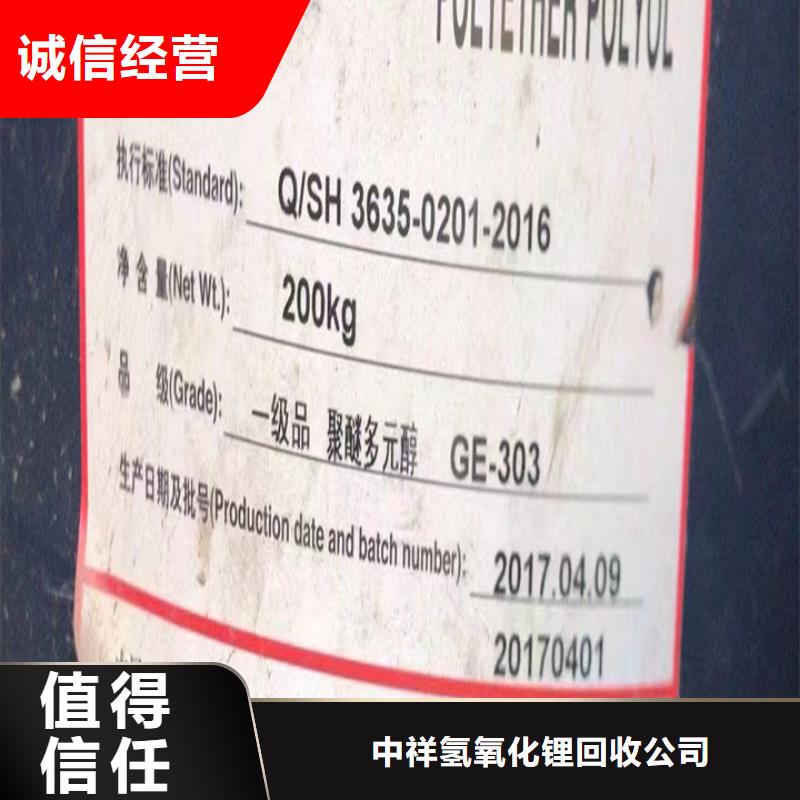 诚信经营
POLYETHER POLYOL
执行标准(Standard): Q/SH 3635-0201-2016
净 含 量(Net Wt.): 200kg
品 级(Grade): 一级品 聚醚多元醇 GE-303
生产日期及批号(Production date and batch number): 2017.04.09
20170401
值得
信任
中祥氢氧化锂回收公司